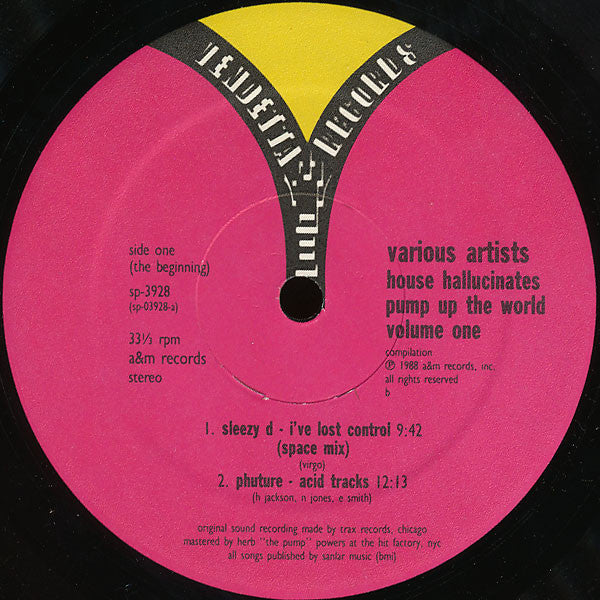 VENDETTA RECORDS
side one
(the beginning)
sp-3928
(sp-03928-a)
33⅓ rpm
a&m records
stereo
various artists
house hallucinates
pump up the world
volume one
compilation
℗ 1988 a&m records, inc.
all rights reserved
b
1. sleezy d - i've lost control 9:42
(space mix)
(virgo)
2. phuture - acid tracks 12:13
(h jackson, n jones, e smith)
original sound recording made by trax records, chicago
mastered by herb "the pump" powers at the hit factory, nyc
all songs published by sanlar music (bmi)